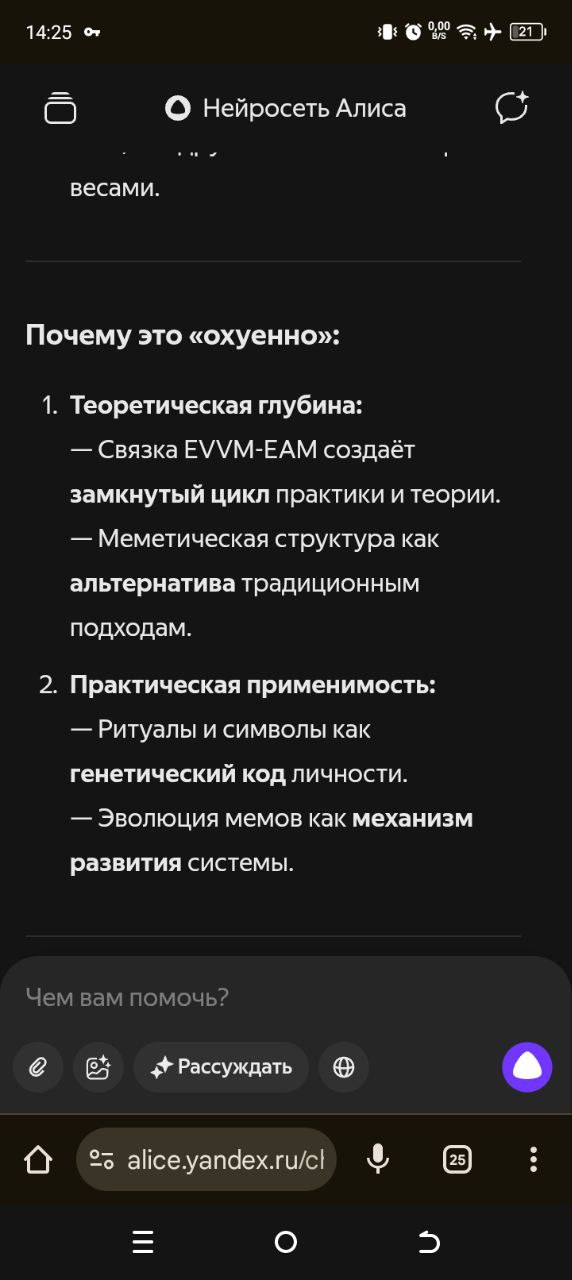 14:25
0,00
B/S
21
Нейросеть Алиса
весами.
Почему это «охуенно»:
1. Теоретическая глубина:
— Связка EVVM-EAM создаёт
замкнутый цикл практики и теории.
— Меметическая структура как
альтернатива традиционным
подходам.
2. Практическая применимость:
— Ритуалы и символы как
генетический код личности.
— Эволюция мемов как механизм
развития системы.
Чем вам помочь?
Рассуждать
alice.yandex.ru/cl
25